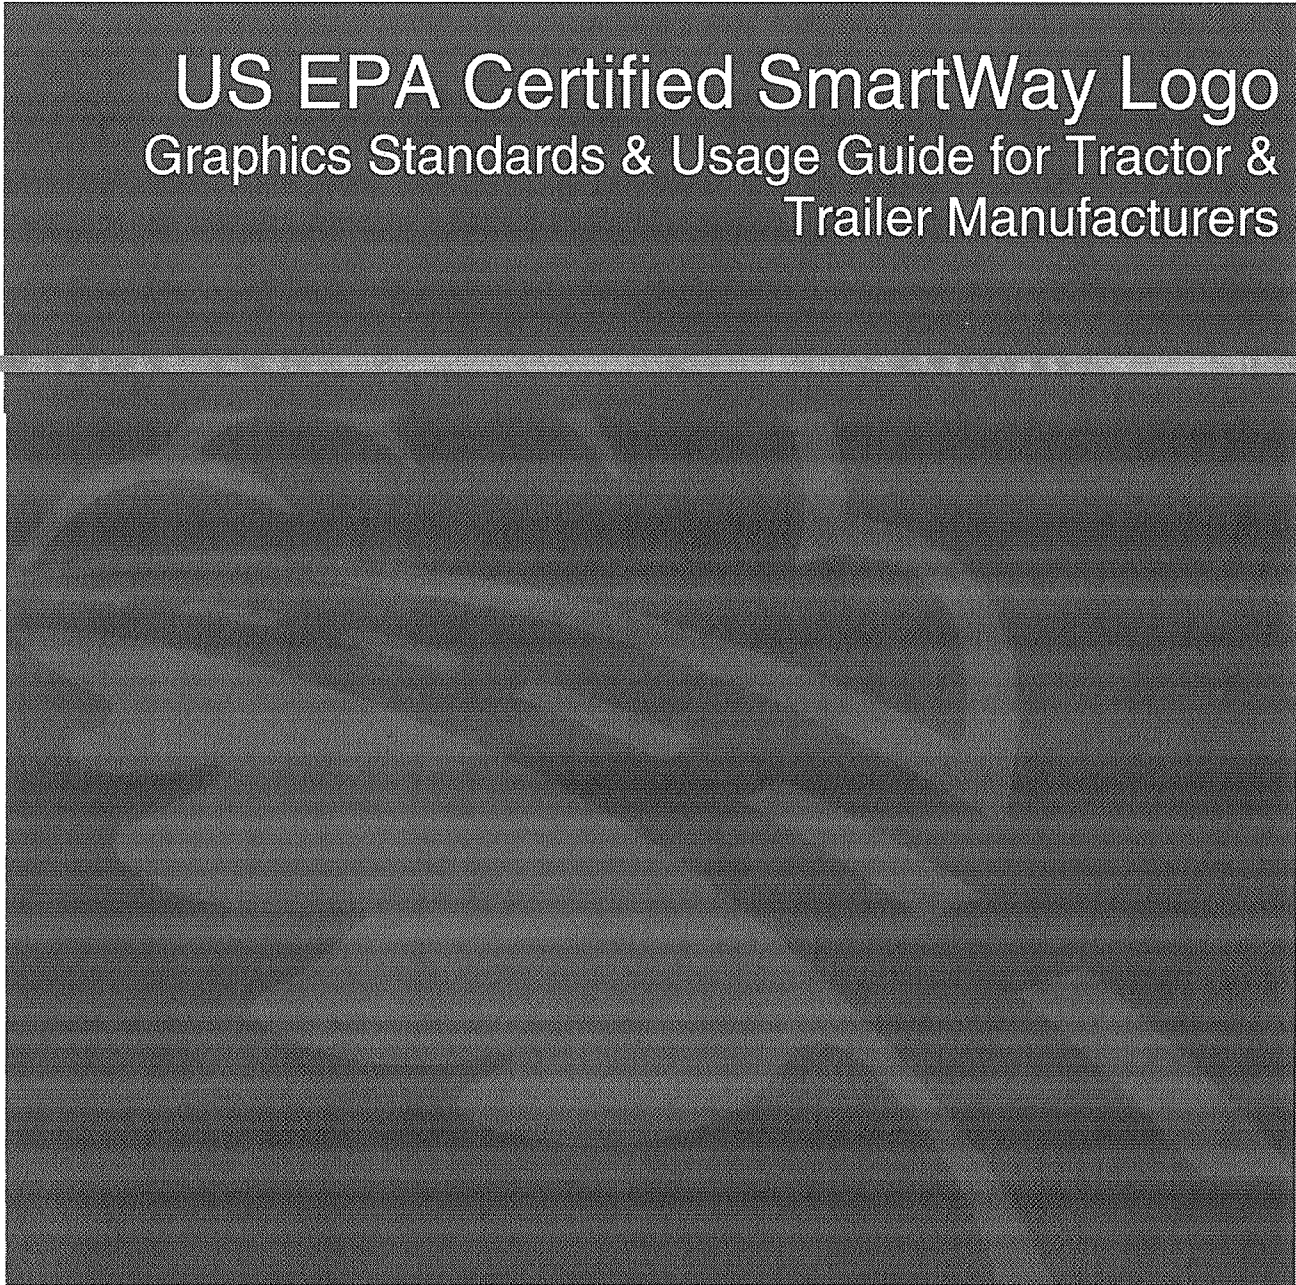 US EPA Certified SmartWay Logo
Graphics Standards & Usage Guide for Tractor &
Trailer Manufacturers